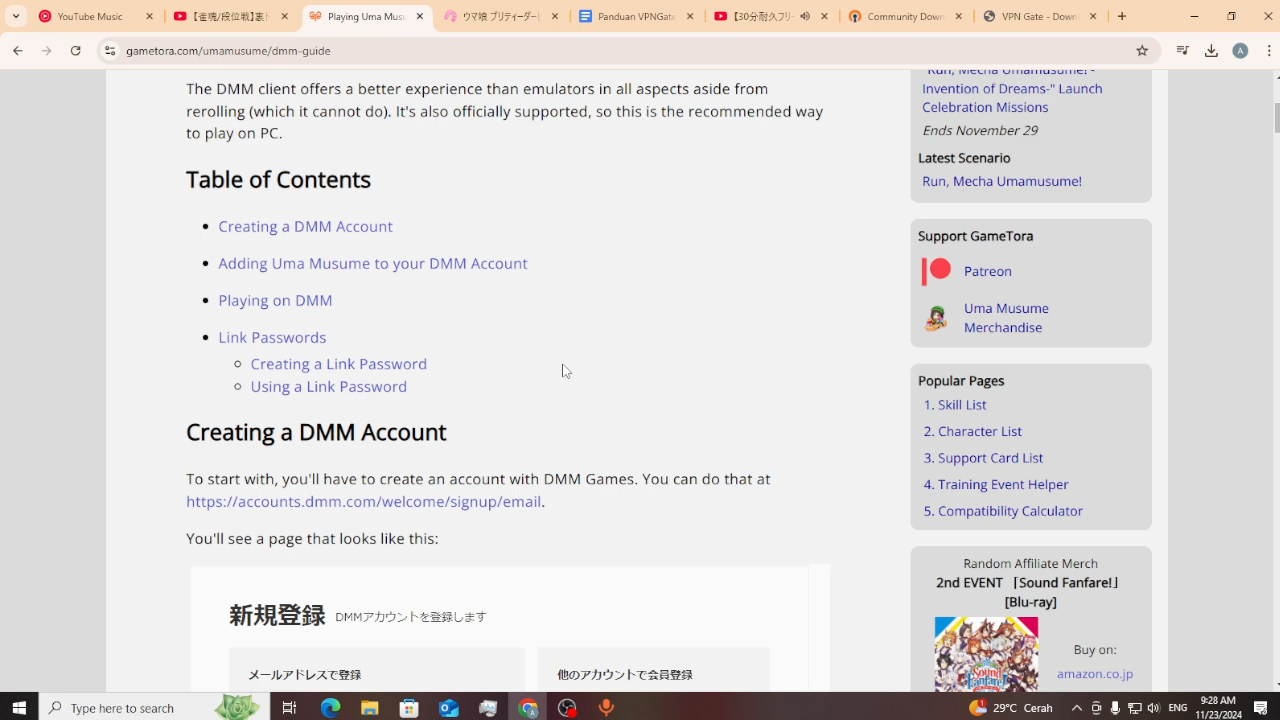 YouTube Music
【雀魂/段位戦】裏ド
Playing Uma Mus
ウマ娘 プリティーダービ
Panduan VPNGate
【30分耐久フリー
Community Down
VPN Gate - Down
gametora.com/umamusume/dmm-guide
A
The DMM client offers a better experience than emulators in all aspects aside from
rerolling (which it cannot do). It's also officially supported, so this is the recommended way
to play on PC.
Table of Contents
Creating a DMM Account
Adding Uma Musume to your DMM Account
Playing on DMM
Link Passwords
Creating a Link Password
Using a Link Password
Creating a DMM Account
To start with, you'll have to create an account with DMM Games. You can do that at
https://accounts.dmm.com/welcome/signup/email.
You'll see a page that looks like this:
新規登録 DMMアカウントを登録します
メールアドレスで登録
他のアカウントで会員登録
"Run, Mecha Umamusume! -
Invention of Dreams-" Launch
Celebration Missions
Ends November 29
Latest Scenario
Run, Mecha Umamusume!
Support GameTora
Patreon
Uma Musume
Merchandise
Popular Pages
1. Skill List
2. Character List
3. Support Card List
4. Training Event Helper
5. Compatibility Calculator
Random Affiliate Merch
2nd EVENT「Sound Fanfare!」
[Blu-ray]
Sound Fanfare!
Buy on:
amazon.co.jp
Type here to search
1
29°C Cerah
ENG
9:28 AM
11/23/2024